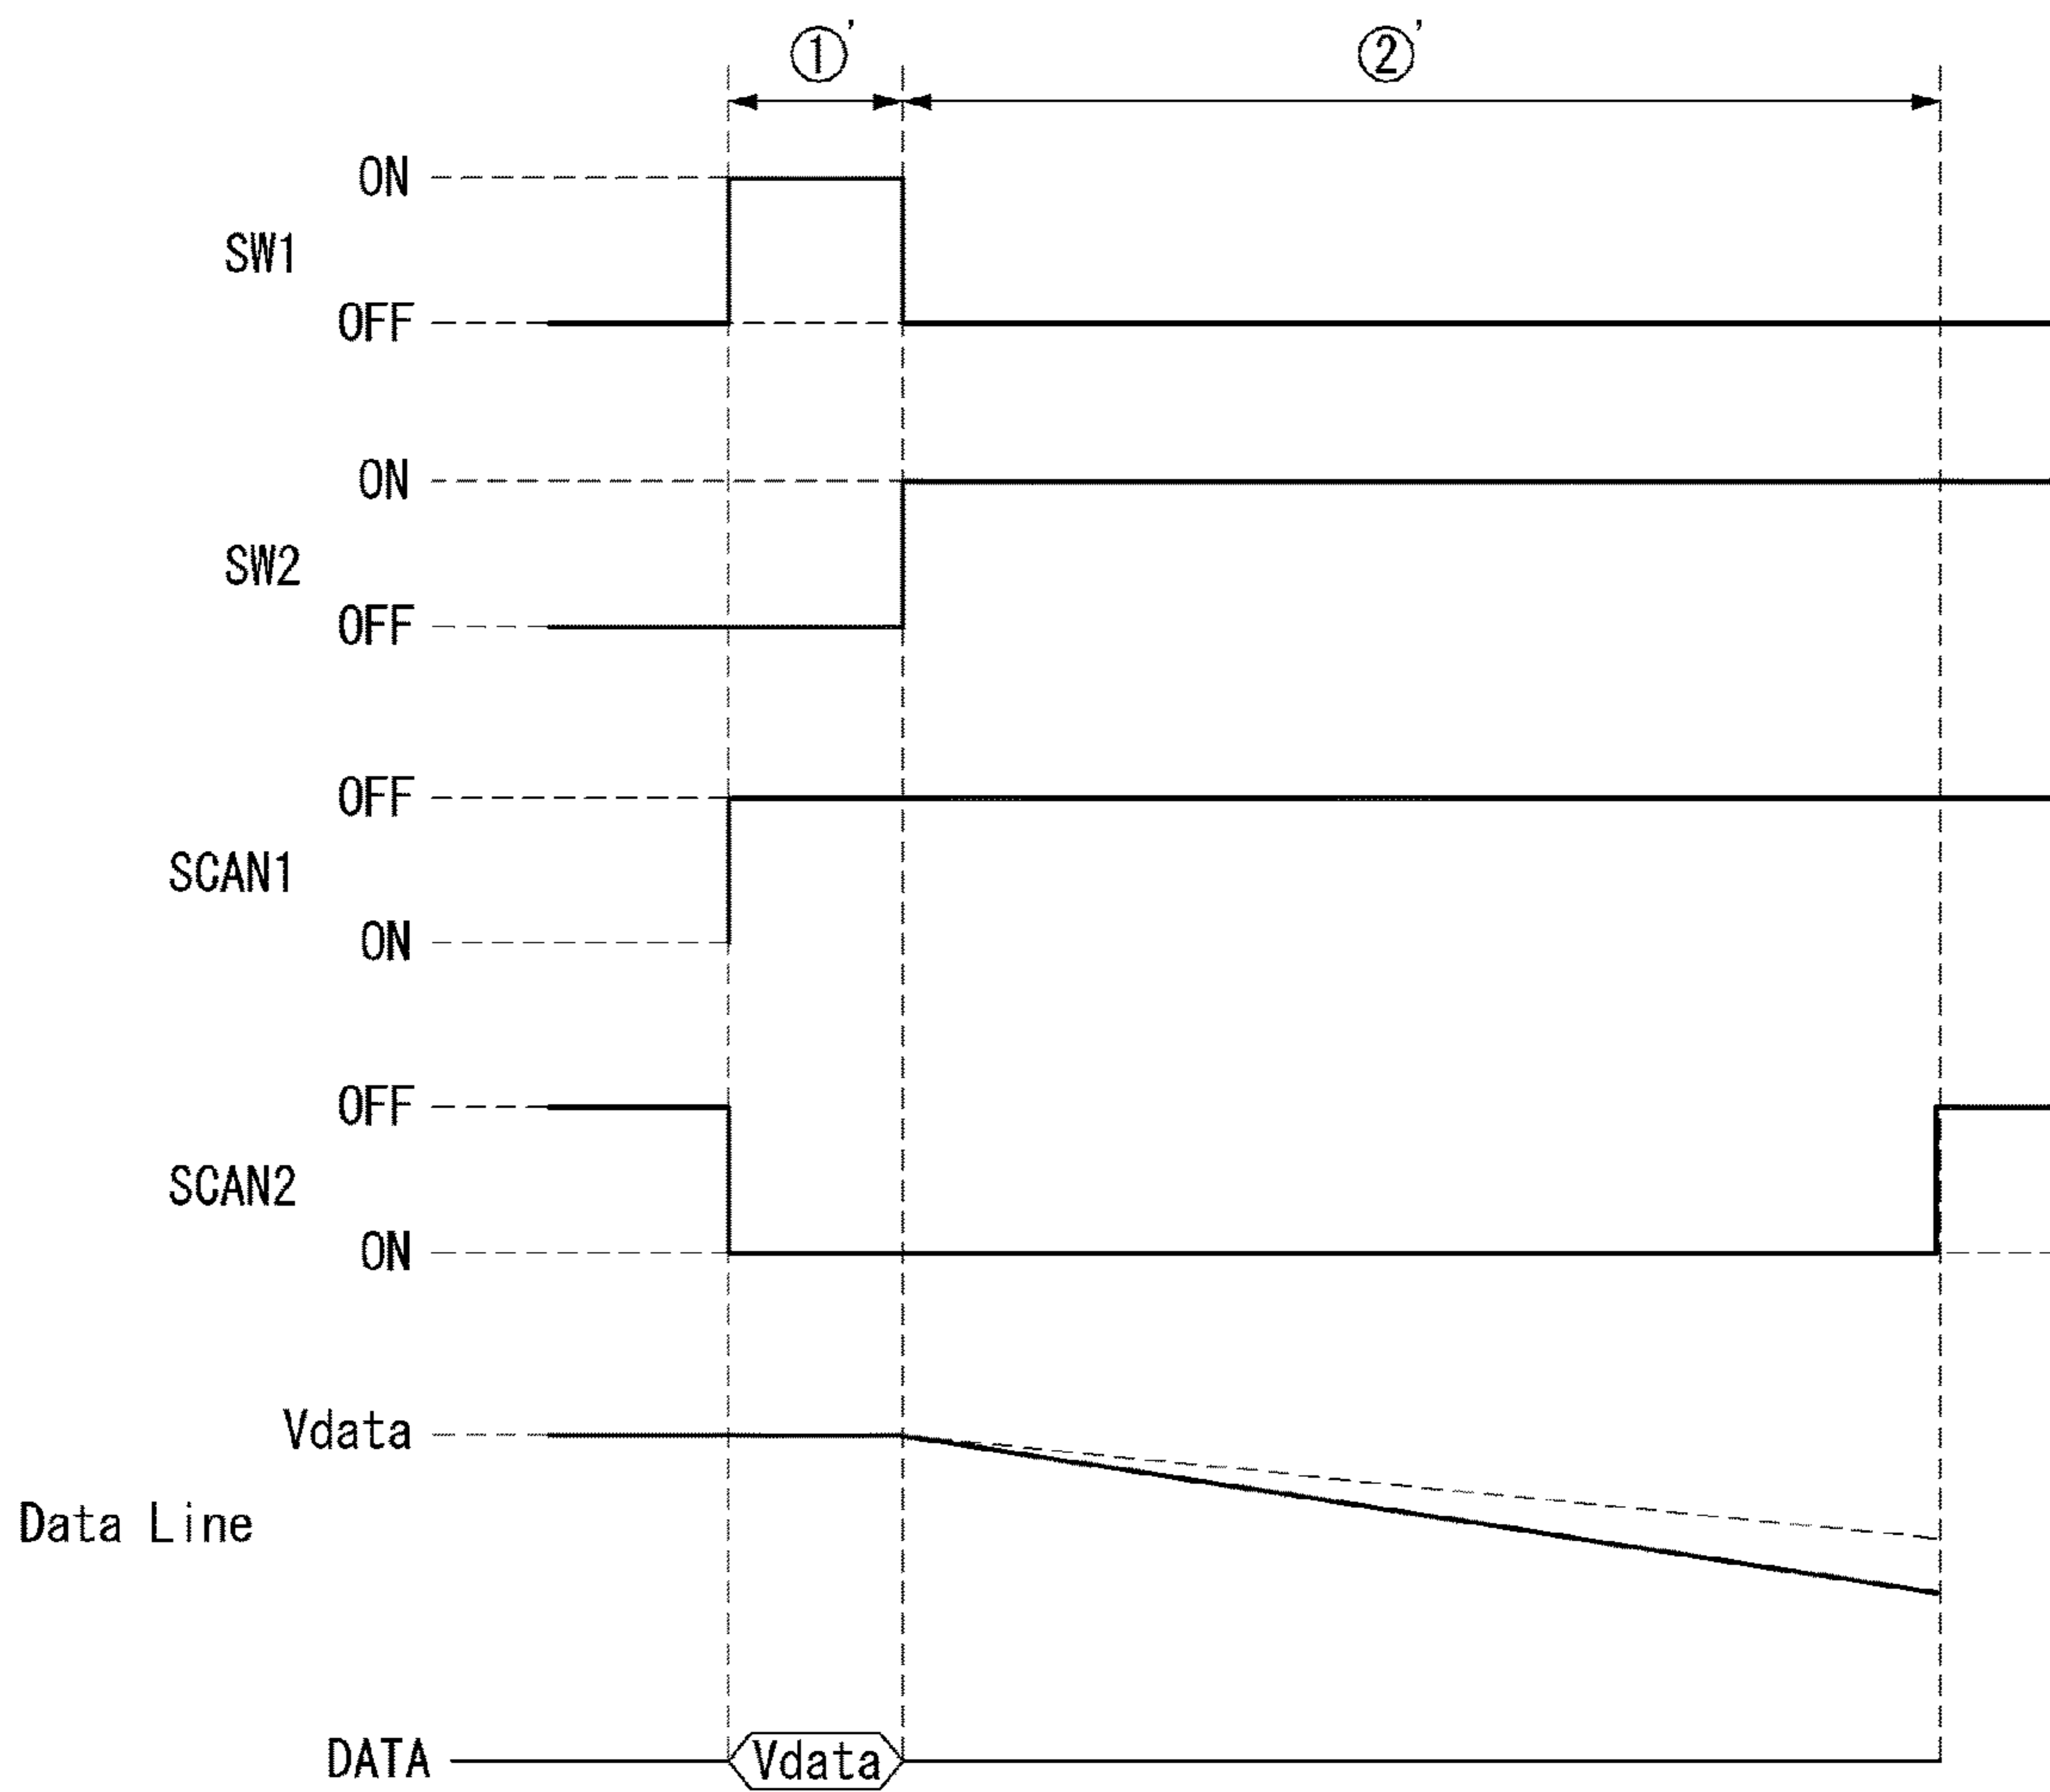 ①' ②'
ON
SW1
OFF
ON
SW2
OFF
OFF
SCAN1
ON
OFF
SCAN2
ON
Vdata
Data Line
DATA Vdata